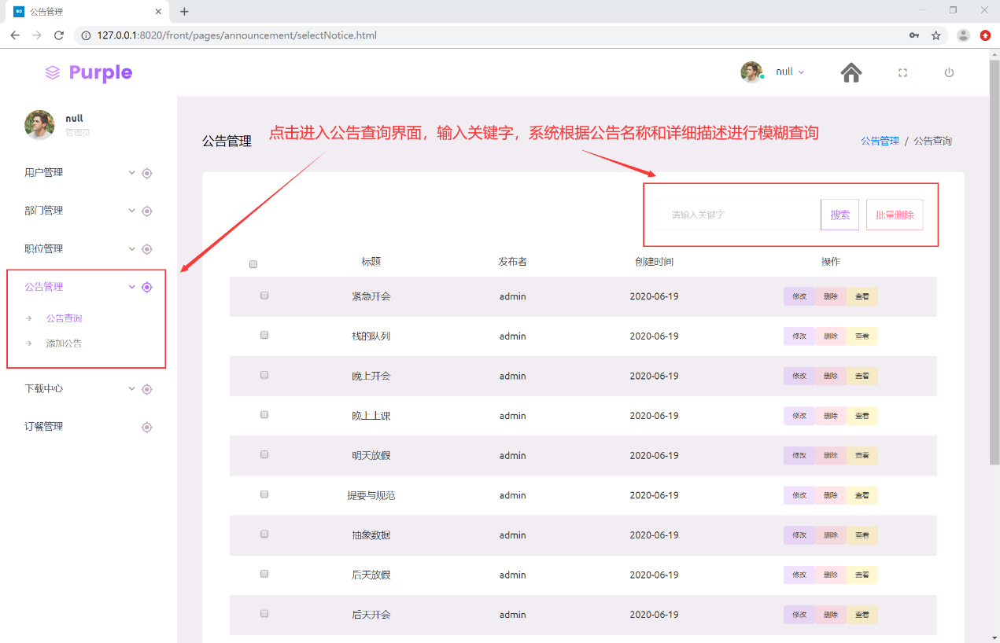 公告管理
127.0.0.1:8020/front/pages/announcement/selectNotice.html
Purple
null
null
管理员
用户管理
部门管理
职位管理
公告管理
公告查询
添加公告
下载中心
订餐管理
公告管理
点击进入公告查询界面，输入关键字，系统根据公告名称和详细描述进行模糊查询
公告管理 / 公告查询
请输入关键字 搜索 批量删除
标题 发布者 创建时间 操作
紧急开会 admin 2020-06-19 修改 删除 查看
栈的队列 admin 2020-06-19 修改 删除 查看
晚上开会 admin 2020-06-19 修改 删除 查看
晚上上课 admin 2020-06-19 修改 删除 查看
明天放假 admin 2020-06-19 修改 删除 查看
提要与规范 admin 2020-06-19 修改 删除 查看
抽象数据 admin 2020-06-19 修改 删除 查看
后天放假 admin 2020-06-19 修改 删除 查看
后天开会 admin 2020-06-19 修改 删除 查看